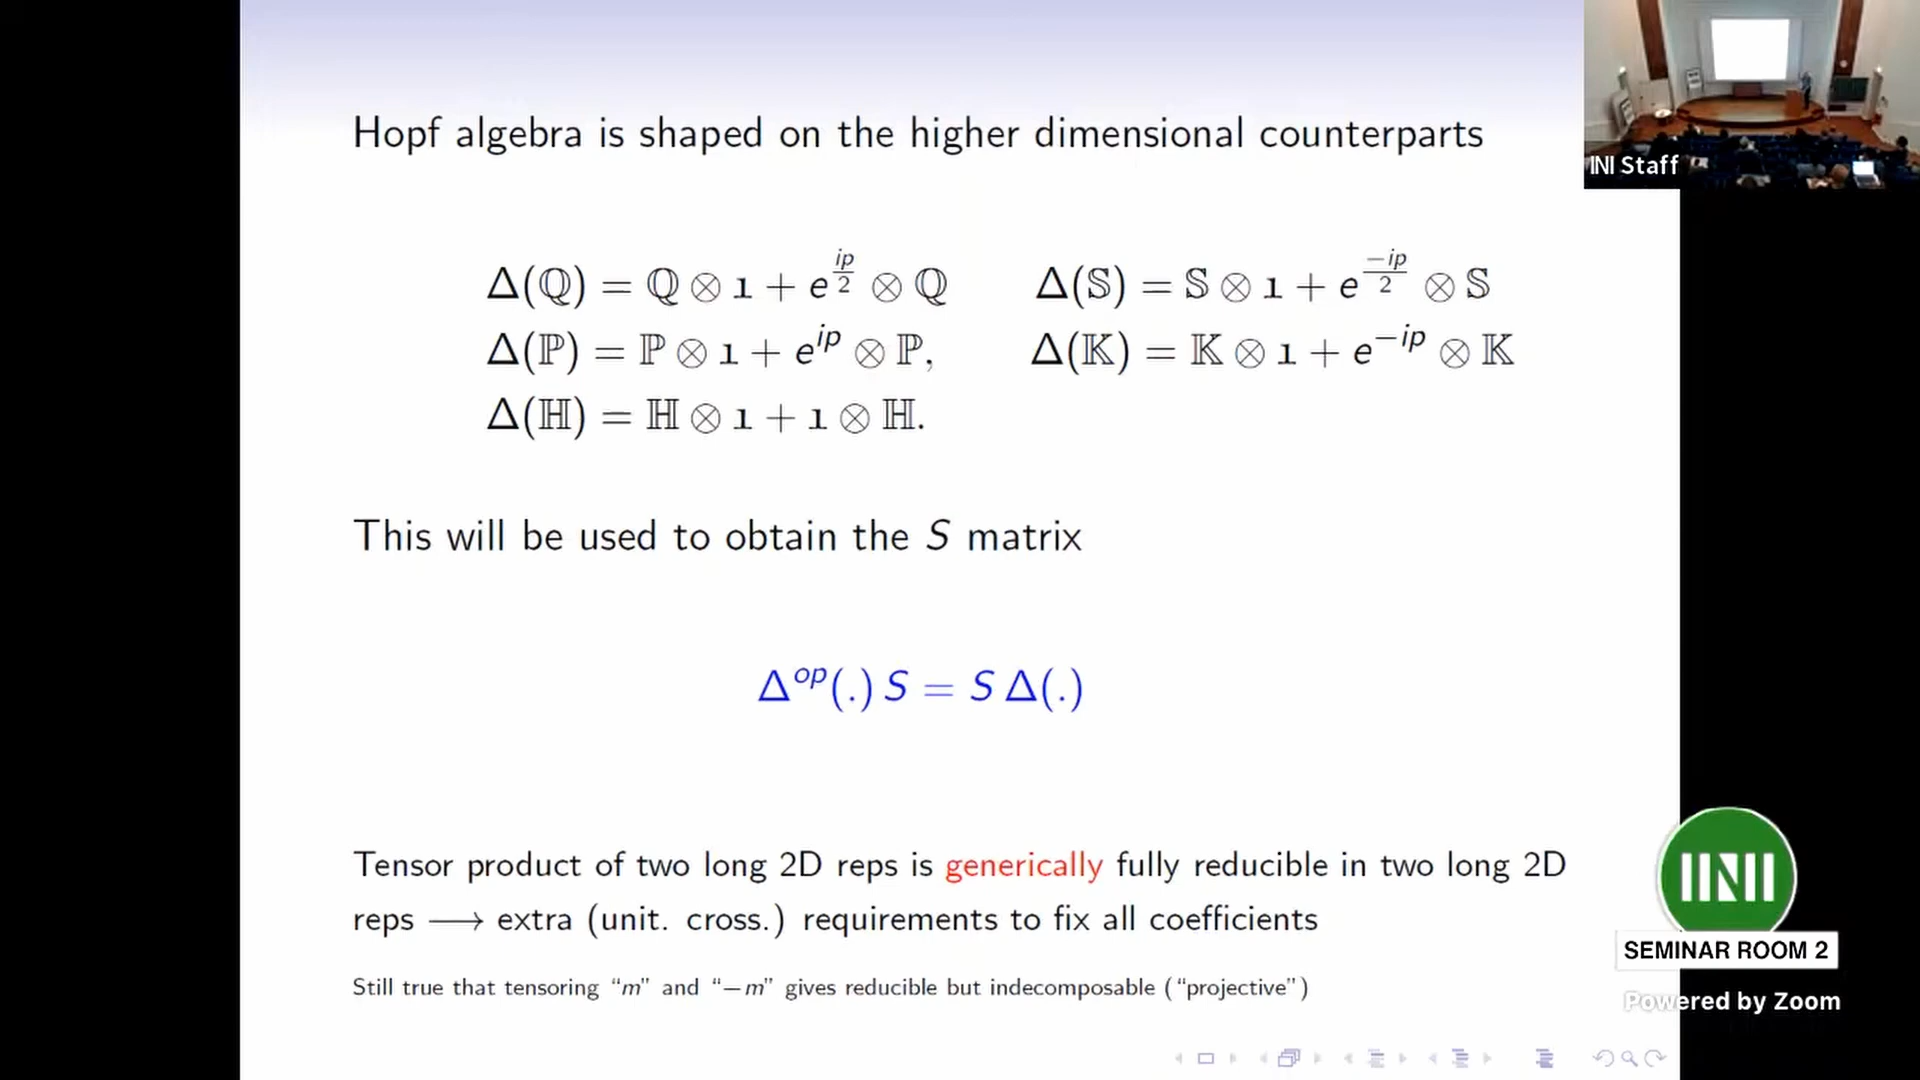 Hopf algebra is shaped on the higher dimensional counterparts
INI Staff
Δ(ℚ) = ℚ ⊗ 1 + e^{ip/2} ⊗ ℚ    Δ(𝕊) = 𝕊 ⊗ 1 + e^{-ip/2} ⊗ 𝕊
Δ(ℙ) = ℙ ⊗ 1 + e^{ip} ⊗ ℙ,    Δ(𝕂) = 𝕂 ⊗ 1 + e^{-ip} ⊗ 𝕂
Δ(ℍ) = ℍ ⊗ 1 + 1 ⊗ ℍ.
This will be used to obtain the S matrix
Δ^{op}(.) S = S Δ(.)
Tensor product of two long 2D reps is generically fully reducible in two long 2D
reps ⟶ extra (unit. cross.) requirements to fix all coefficients
Still true that tensoring “m” and “−m” gives reducible but indecomposable (“projective”)
INI
SEMINAR ROOM 2
Powered by Zoom